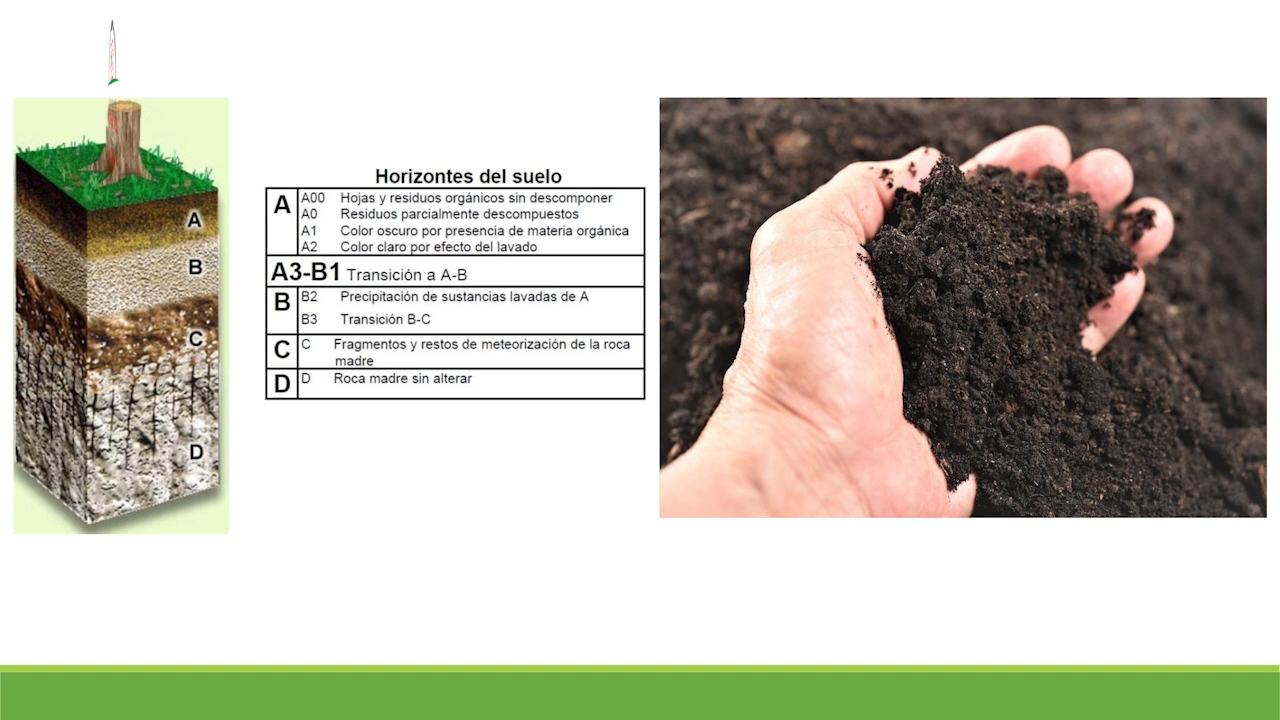 A
B
C
D
Horizontes del suelo
A
A00 Hojas y residuos orgánicos sin descomponer
A0 Residuos parcialmente descompuestos
A1 Color oscuro por presencia de materia orgánica
A2 Color claro por efecto del lavado
A3-B1 Transición a A-B
B
B2 Precipitación de sustancias lavadas de A
B3 Transición B-C
C
C Fragmentos y restos de meteorización de la roca
madre
D
D Roca madre sin alterar